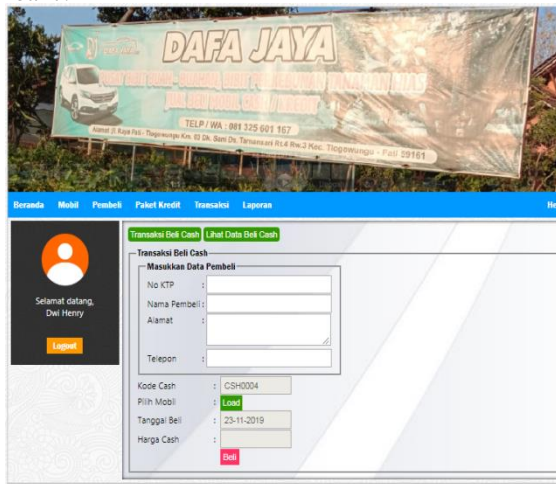 DAFA JAYA
TELP / WA : 081 325 601 167
Beranda Mobil Pembeli Paket Kredit Transaksi Laporan
Selamat datang,
Dwi Henry
Logout
Transaksi Beli Cash Lihat Data Beli Cash
Transaksi Beli Cash
Masukkan Data Pembeli
No KTP :
Nama Pembeli :
Alamat :
Telepon :
Kode Cash : CSH0004
Pilih Mobil : Load
Tanggal Beli : 23-11-2019
Harga Cash :
Beli